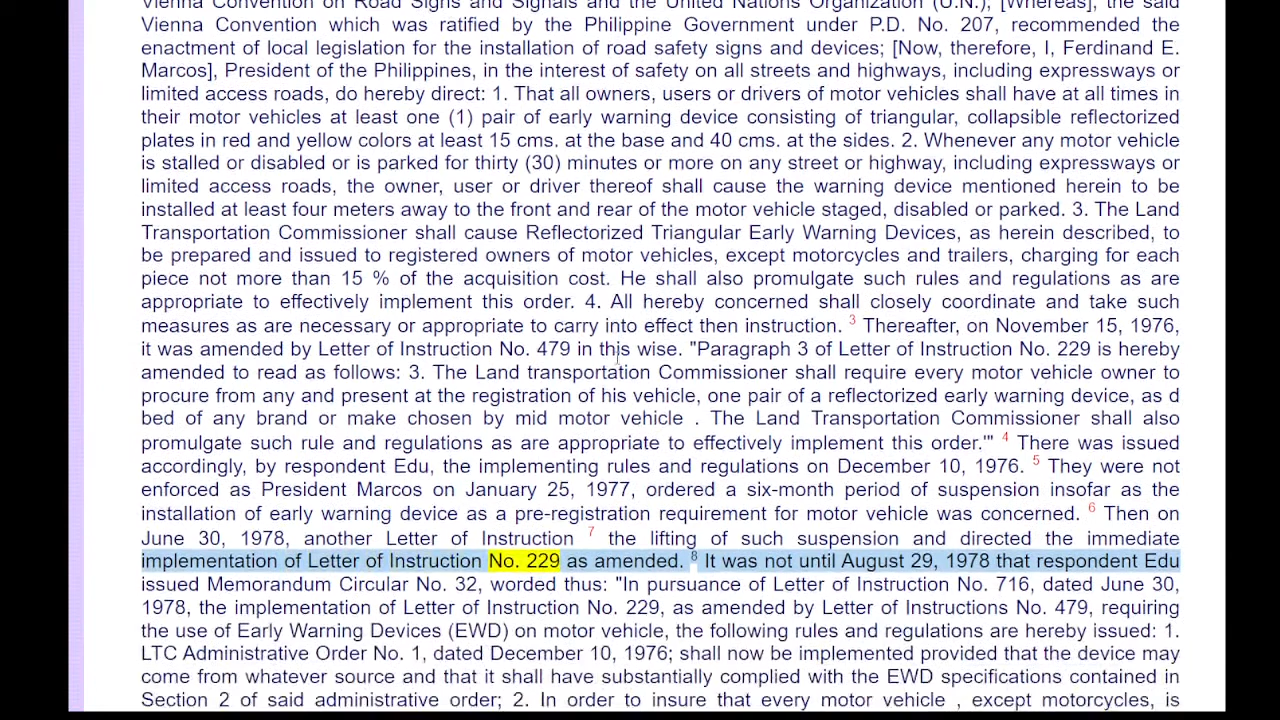 Vienna Convention on Road Signs and Signals and the United Nations Organization (U.N.); [Whereas], the said
Vienna Convention which was ratified by the Philippine Government under P.D. No. 207, recommended the
enactment of local legislation for the installation of road safety signs and devices; [Now, therefore, I, Ferdinand E.
Marcos], President of the Philippines, in the interest of safety on all streets and highways, including expressways or
limited access roads, do hereby direct: 1. That all owners, users or drivers of motor vehicles shall have at all times in
their motor vehicles at least one (1) pair of early warning device consisting of triangular, collapsible reflectorized
plates in red and yellow colors at least 15 cms. at the base and 40 cms. at the sides. 2. Whenever any motor vehicle
is stalled or disabled or is parked for thirty (30) minutes or more on any street or highway, including expressways or
limited access roads, the owner, user or driver thereof shall cause the warning device mentioned herein to be
installed at least four meters away to the front and rear of the motor vehicle staged, disabled or parked. 3. The Land
Transportation Commissioner shall cause Reflectorized Triangular Early Warning Devices, as herein described, to
be prepared and issued to registered owners of motor vehicles, except motorcycles and trailers, charging for each
piece not more than 15 % of the acquisition cost. He shall also promulgate such rules and regulations as are
appropriate to effectively implement this order. 4. All hereby concerned shall closely coordinate and take such
measures as are necessary or appropriate to carry into effect then instruction. 3 Thereafter, on November 15, 1976,
it was amended by Letter of Instruction No. 479 in this wise. "Paragraph 3 of Letter of Instruction No. 229 is hereby
amended to read as follows: 3. The Land transportation Commissioner shall require every motor vehicle owner to
procure from any and present at the registration of his vehicle, one pair of a reflectorized early warning device, as d
bed of any brand or make chosen by mid motor vehicle . The Land Transportation Commissioner shall also
promulgate such rule and regulations as are appropriate to effectively implement this order.'" 4 There was issued
accordingly, by respondent Edu, the implementing rules and regulations on December 10, 1976. 5 They were not
enforced as President Marcos on January 25, 1977, ordered a six-month period of suspension insofar as the
installation of early warning device as a pre-registration requirement for motor vehicle was concerned. 6 Then on
June 30, 1978, another Letter of Instruction 7 the lifting of such suspension and directed the immediate
implementation of Letter of Instruction No. 229 as amended. 8 It was not until August 29, 1978 that respondent Edu
issued Memorandum Circular No. 32, worded thus: "In pursuance of Letter of Instruction No. 716, dated June 30,
1978, the implementation of Letter of Instruction No. 229, as amended by Letter of Instructions No. 479, requiring
the use of Early Warning Devices (EWD) on motor vehicle, the following rules and regulations are hereby issued: 1.
LTC Administrative Order No. 1, dated December 10, 1976; shall now be implemented provided that the device may
come from whatever source and that it shall have substantially complied with the EWD specifications contained in
Section 2 of said administrative order; 2. In order to insure that every motor vehicle , except motorcycles, is